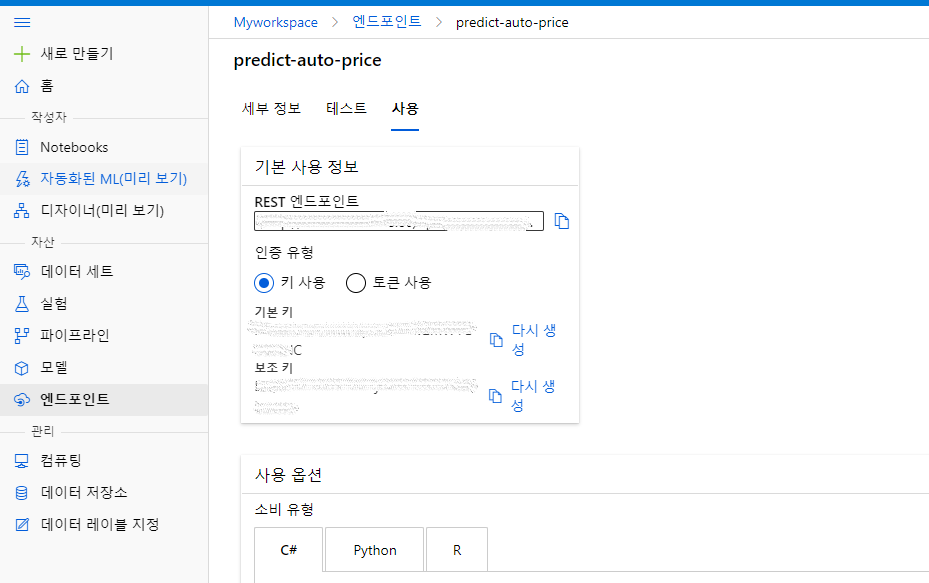 Myworkspace > 엔드포인트 > predict-auto-price
새로 만들기
홈
작성자
Notebooks
자동화된 ML(미리 보기)
디자이너(미리 보기)
자산
데이터 세트
실험
파이프라인
모델
엔드포인트
관리
컴퓨팅
데이터 저장소
데이터 레이블 지정
predict-auto-price
세부 정보 테스트 사용
기본 사용 정보
REST 엔드포인트
인증 유형
키 사용 토큰 사용
기본 키
다시 생
성
보조 키
다시 생
성
사용 옵션
소비 유형
C# Python R